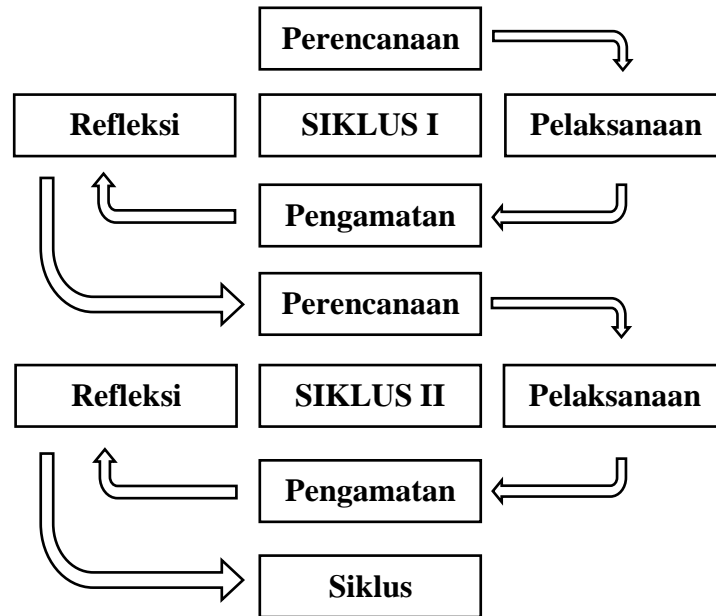 Perencanaan
Refleksi
SIKLUS I
Pelaksanaan
Pengamatan
Perencanaan
Refleksi
SIKLUS II
Pelaksanaan
Pengamatan
Siklus